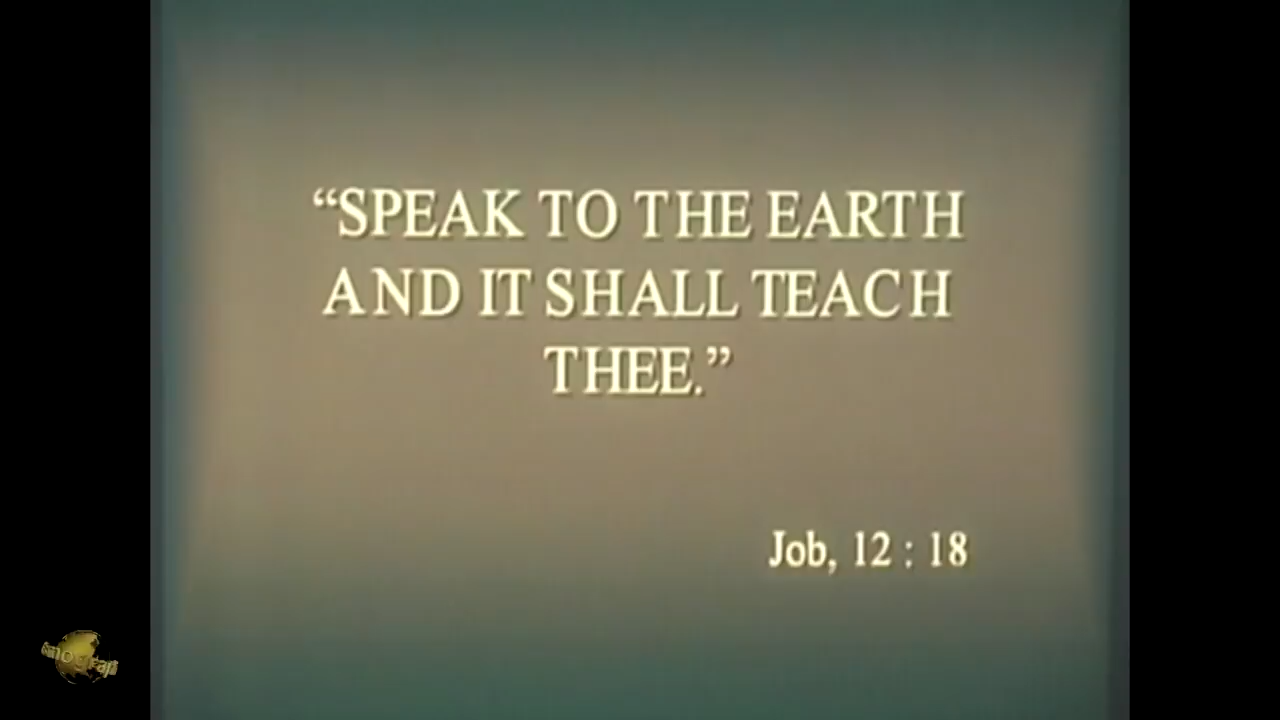 “SPEAK TO THE EARTH
AND IT SHALL TEACH
THEE.”
Job, 12 : 18